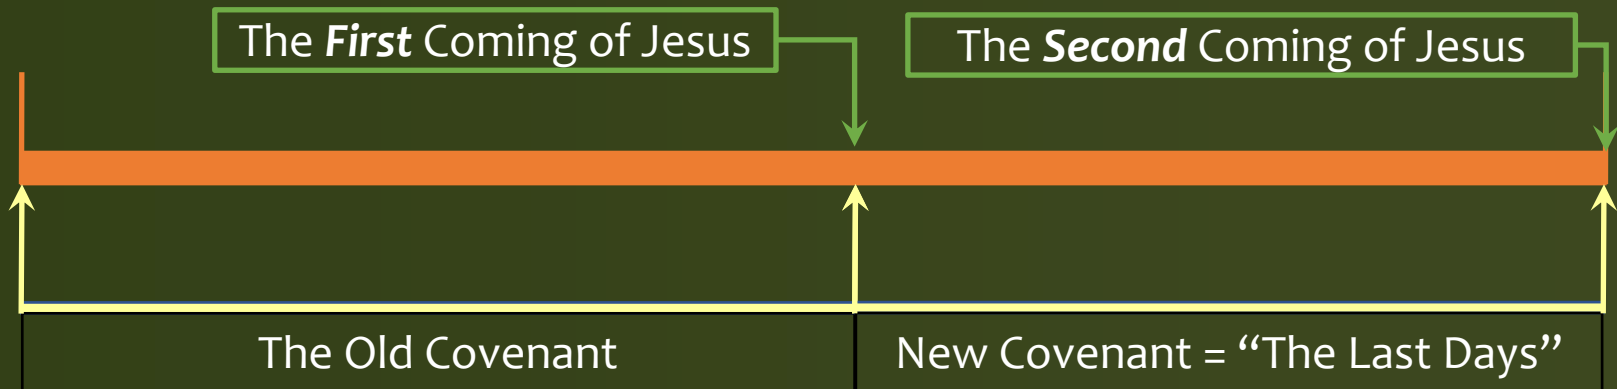 The First Coming of Jesus
The Second Coming of Jesus
The Old Covenant
New Covenant = “The Last Days”